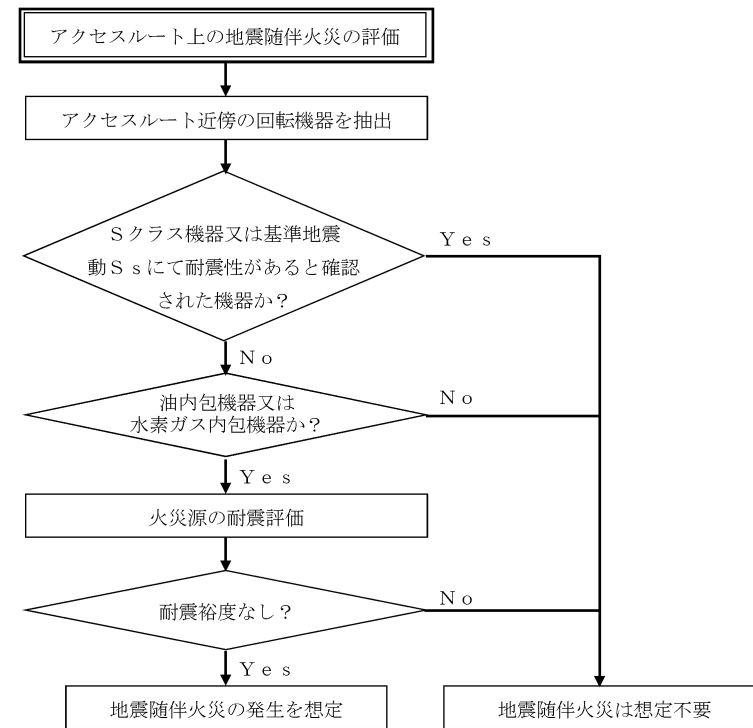 アクセスルート上の地震随伴火災の評価
アクセスルート近傍の回転機器を抽出
Ｓクラス機器又は基準地震
動Ｓｓにて耐震性があると確認
された機器か？
Ｙｅｓ
Ｎｏ
油内包機器又は
水素ガス内包機器か？
Ｎｏ
Ｙｅｓ
火災源の耐震評価
耐震裕度なし？
Ｎｏ
Ｙｅｓ
地震随伴火災の発生を想定
地震随伴火災は想定不要